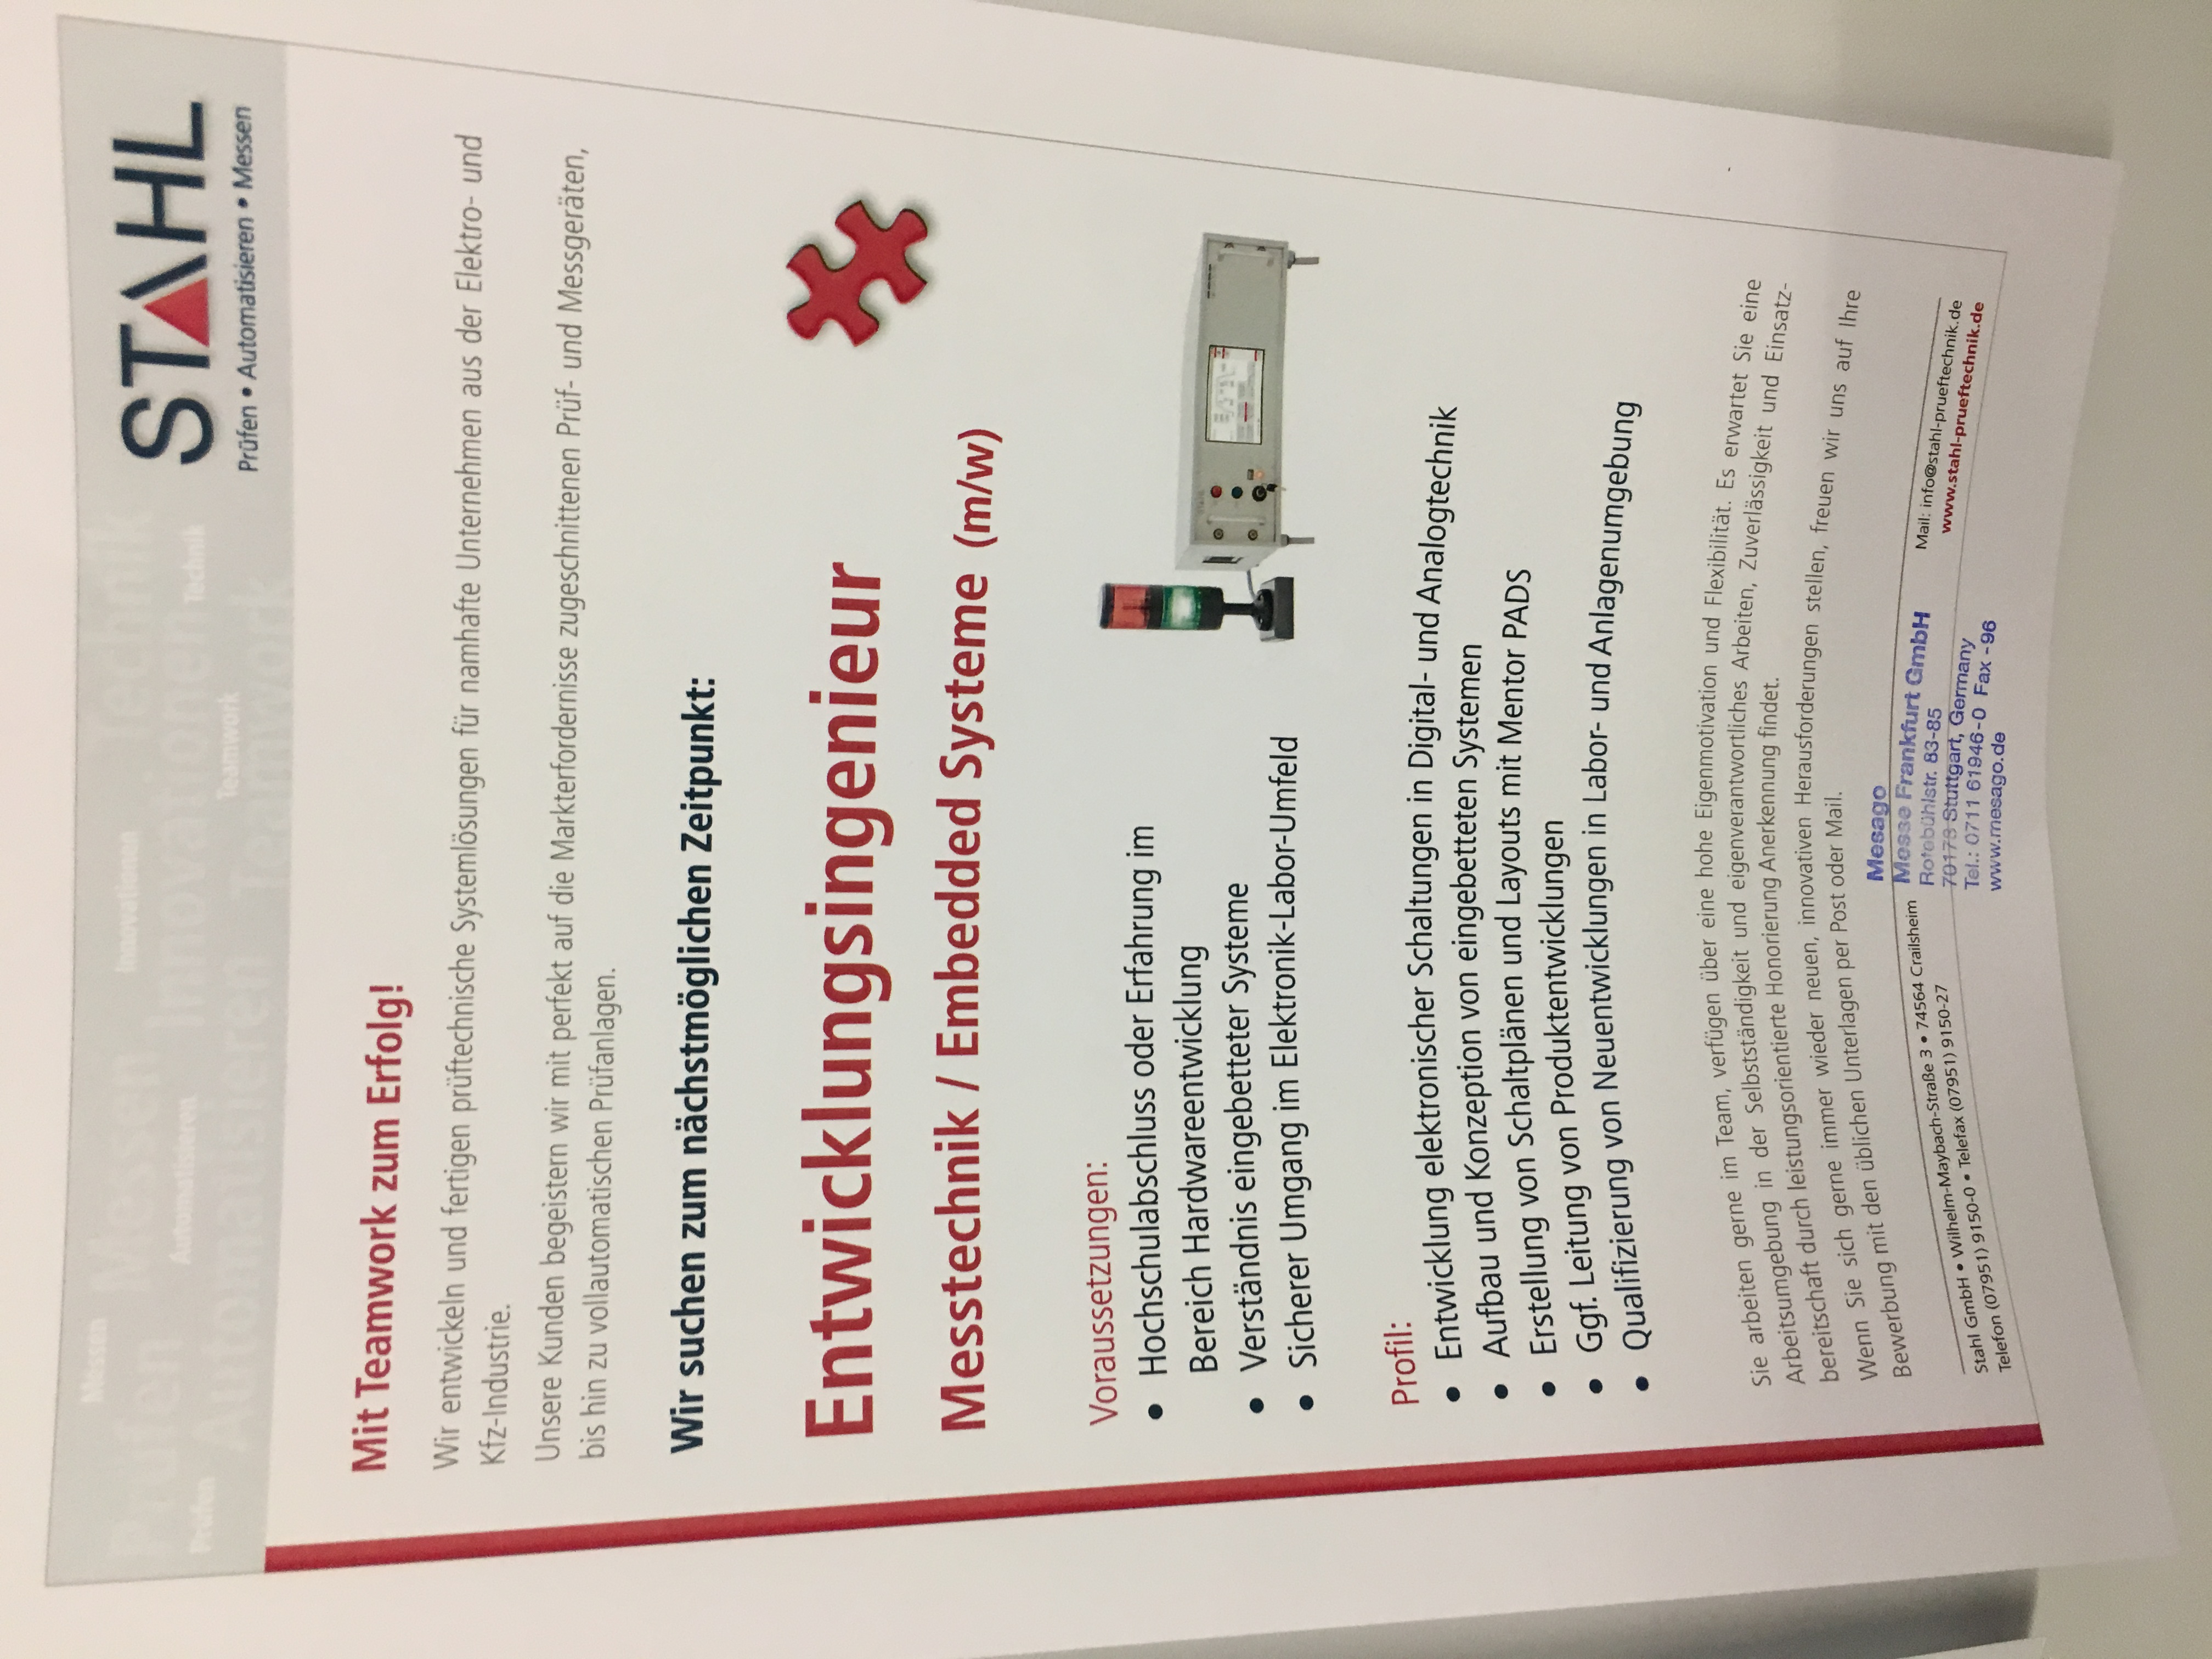 Messen
Prüfen
Messen
Innovationen
Technik
Automatisieren
Innovationen
Technik
Prüfen
Automatisieren
Teamwork
Teamwork
STAHL
Prüfen • Automatisieren • Messen
Mit Teamwork zum Erfolg!
Wir entwickeln und fertigen prüftechnische Systemlösungen für namhafte Unternehmen aus der Elektro- und
Kfz-Industrie.
Unsere Kunden begeistern wir mit perfekt auf die Markterfordernisse zugeschnittenen Prüf- und Messgeräten,
bis hin zu vollautomatischen Prüfanlagen.
Wir suchen zum nächstmöglichen Zeitpunkt:
Entwicklungsingenieur
Messtechnik / Embedded Systeme (m/w)
Voraussetzungen:
• Hochschulabschluss oder Erfahrung im
Bereich Hardwareentwicklung
• Verständnis eingebetteter Systeme
• Sicherer Umgang im Elektronik-Labor-Umfeld
Profil:
• Entwicklung elektronischer Schaltungen in Digital- und Analogtechnik
• Aufbau und Konzeption von eingebetteten Systemen
• Erstellung von Schaltplänen und Layouts mit Mentor PADS
• Ggf. Leitung von Produktentwicklungen
• Qualifizierung von Neuentwicklungen in Labor- und Anlagenumgebung
Sie arbeiten gerne im Team, verfügen über eine hohe Eigenmotivation und Flexibilität. Es erwartet Sie eine
Arbeitsumgebung in der Selbstständigkeit und eigenverantwortliches Arbeiten, Zuverlässigkeit und Einsatz-
bereitschaft durch leistungsorientierte Honorierung Anerkennung findet.
Wenn Sie sich gerne immer wieder neuen, innovativen Herausforderungen stellen, freuen wir uns auf Ihre
Bewerbung mit den üblichen Unterlagen per Post oder Mail.
Stahl GmbH • Wilhelm-Maybach-Straße 3 • 74564 Crailsheim
Telefon (07951) 9150-0 • Telefax (07951) 9150-27
Mesago
Messe Frankfurt GmbH
Rotebühlstr. 83-85
70178 Stuttgart, Germany
Tel.: 0711 61946-0 Fax -96
www.mesago.de
Mail: info@stahl-prueftechnik.de
www.stahl-prueftechnik.de